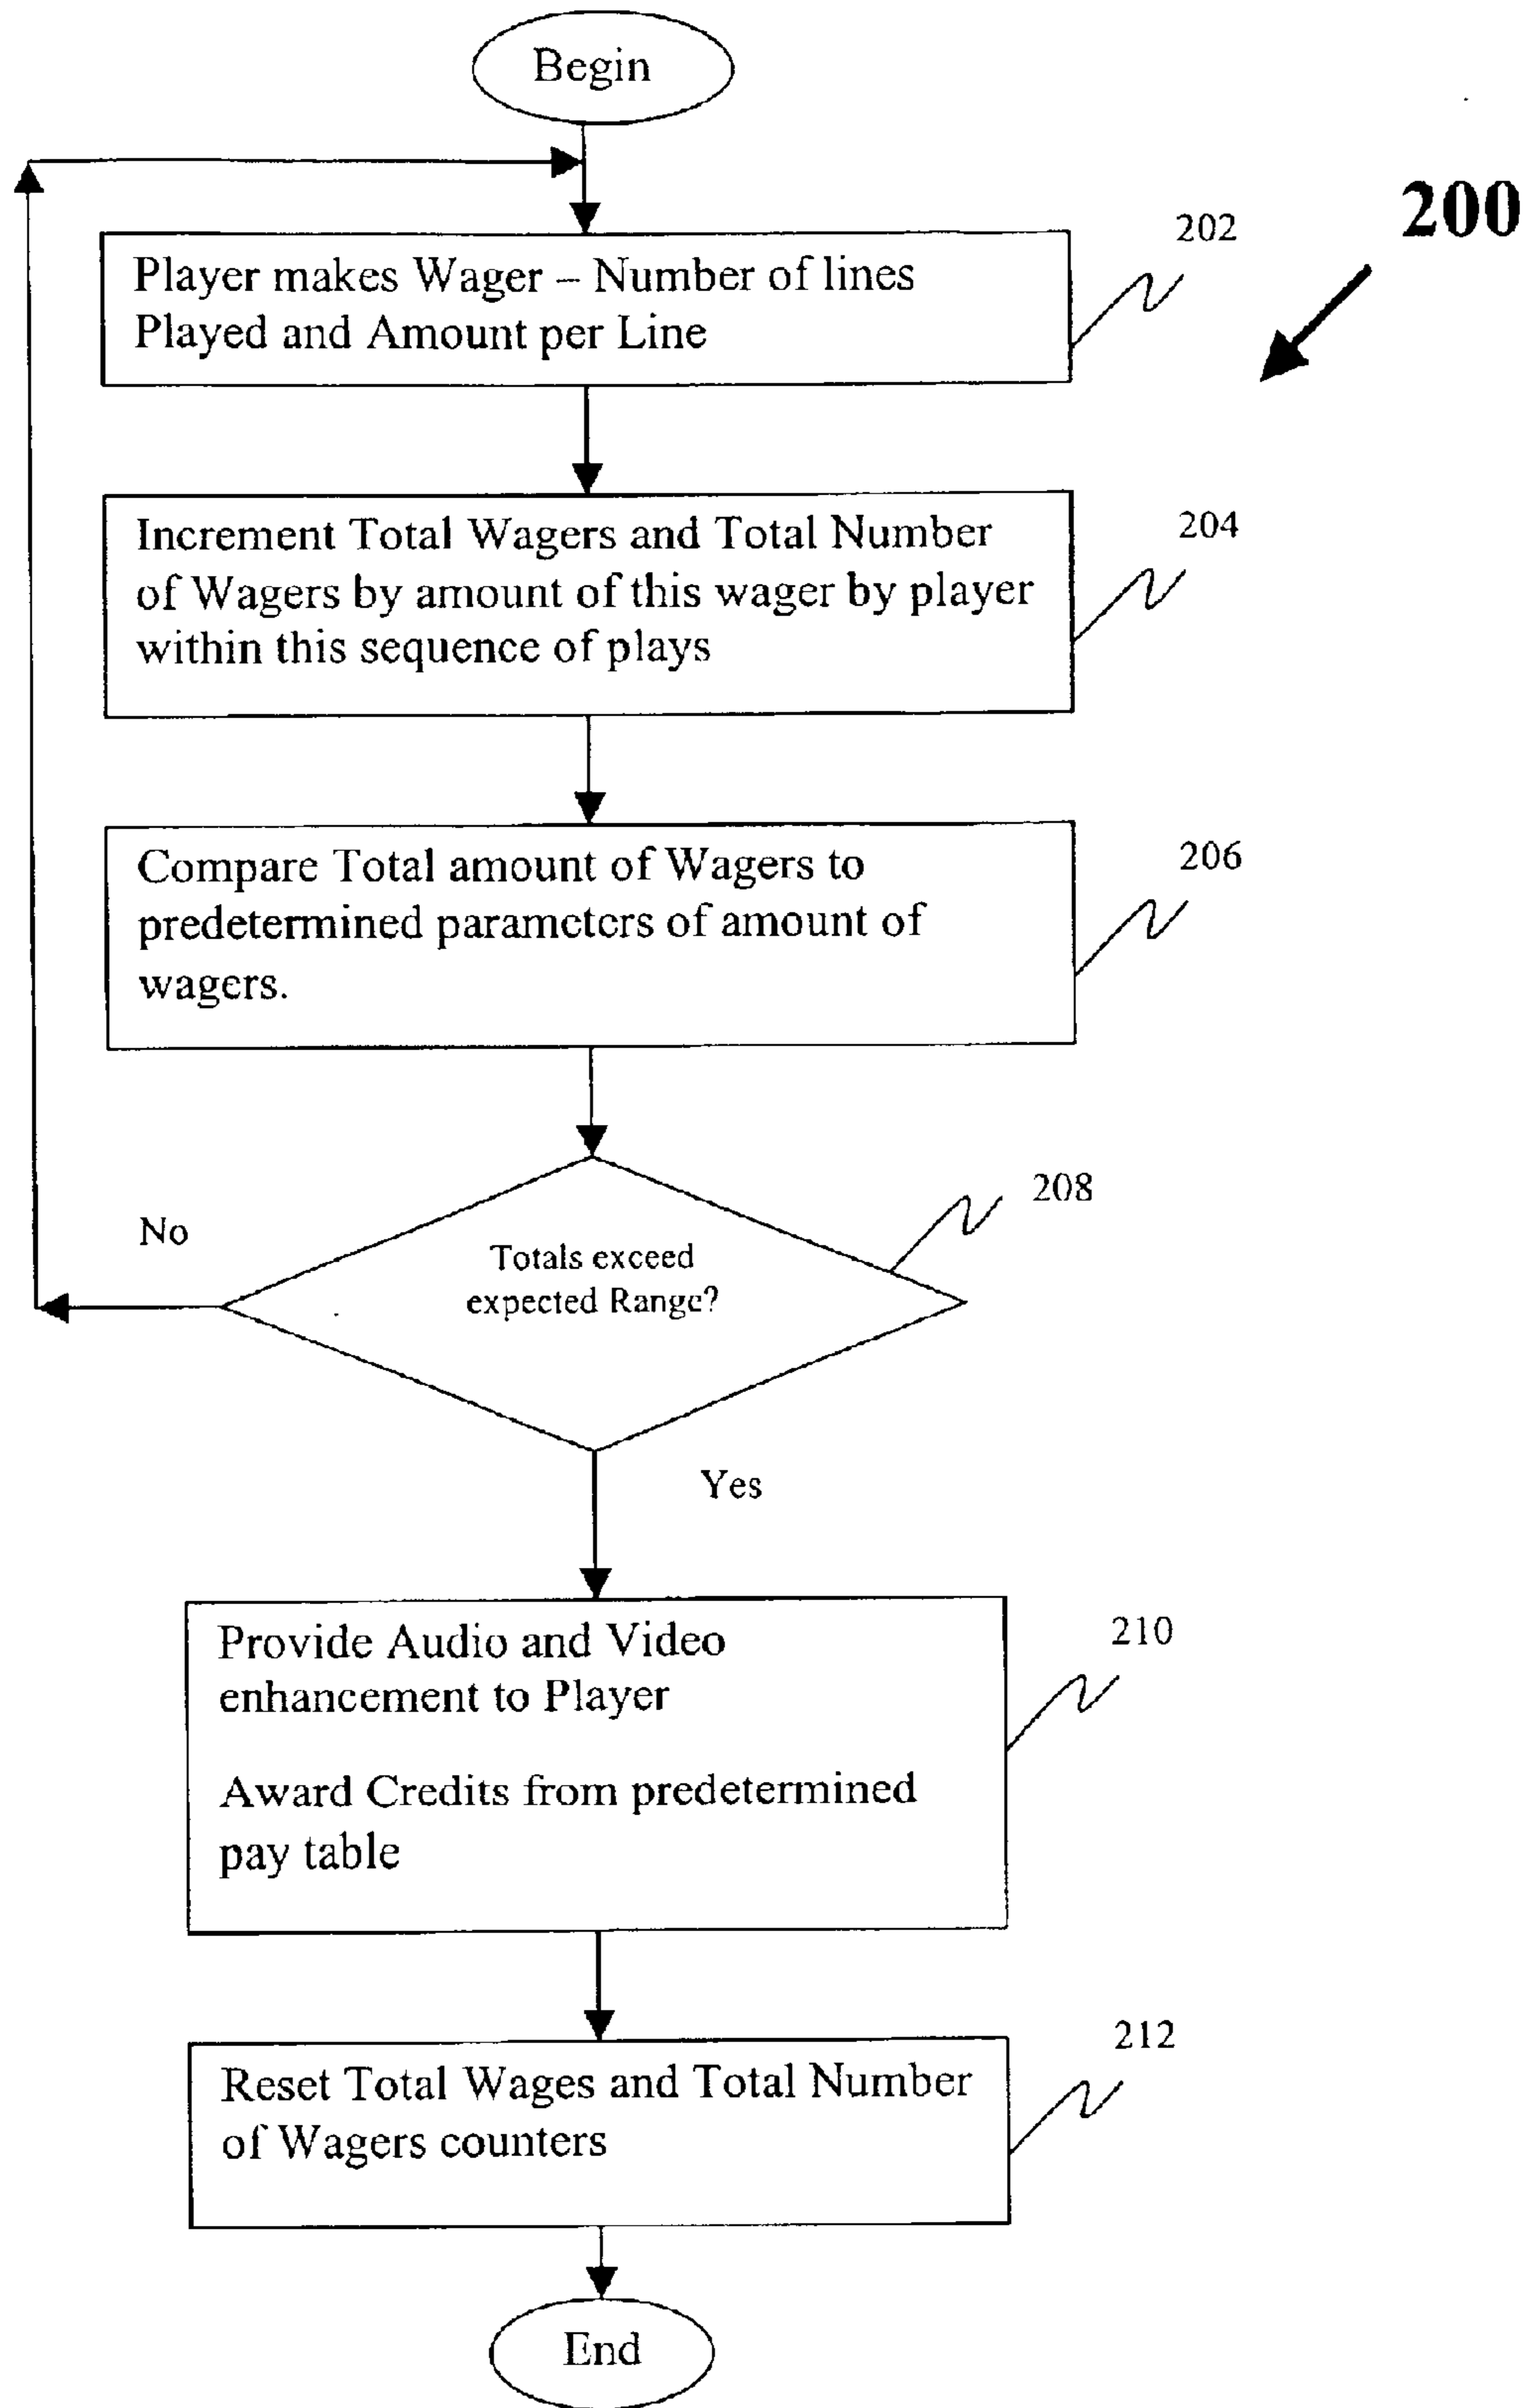 Begin
200
202
Player makes Wager – Number of lines
Played and Amount per Line
204
Increment Total Wagers and Total Number
of Wagers by amount of this wager by player
within this sequence of plays
206
Compare Total amount of Wagers to
predetermined parameters of amount of
wagers.
208
No
Totals exceed
expected Range?
Yes
210
Provide Audio and Video
enhancement to Player
Award Credits from predetermined
pay table
212
Reset Total Wages and Total Number
of Wagers counters
End